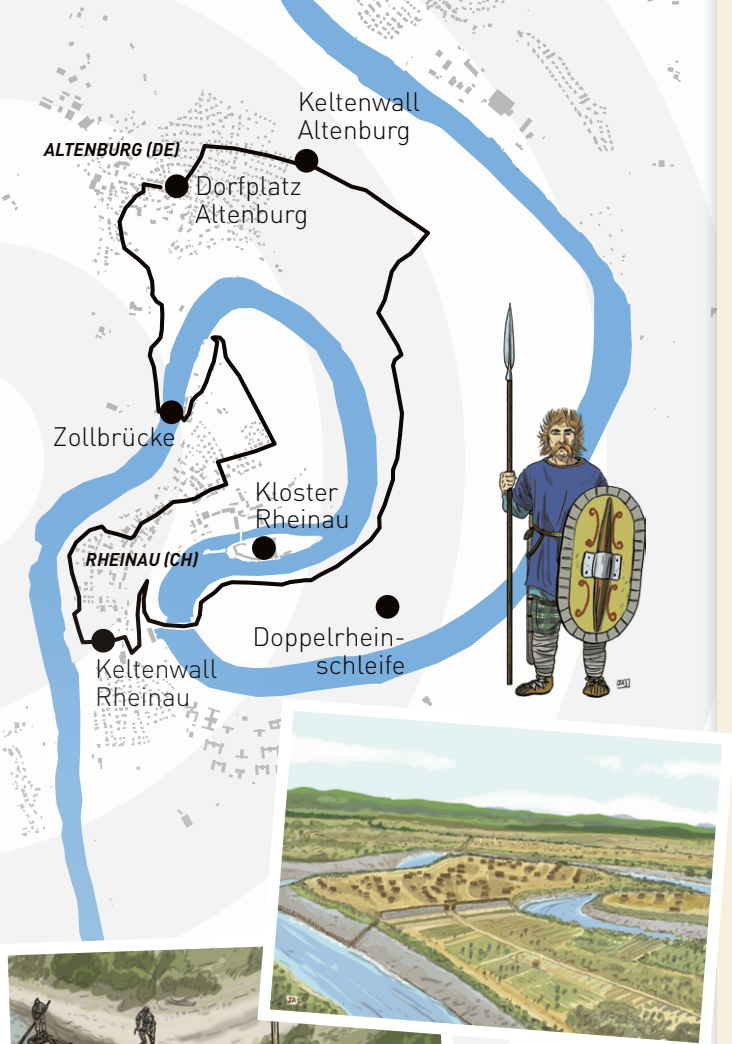 Keltenwall
Altenburg
ALTENBURG (DE)
Dorfplatz
Altenburg
Zollbrücke
Kloster
Rheinau
RHEINAU (CH)
Doppelrhein-
schleife
Keltenwall
Rheinau